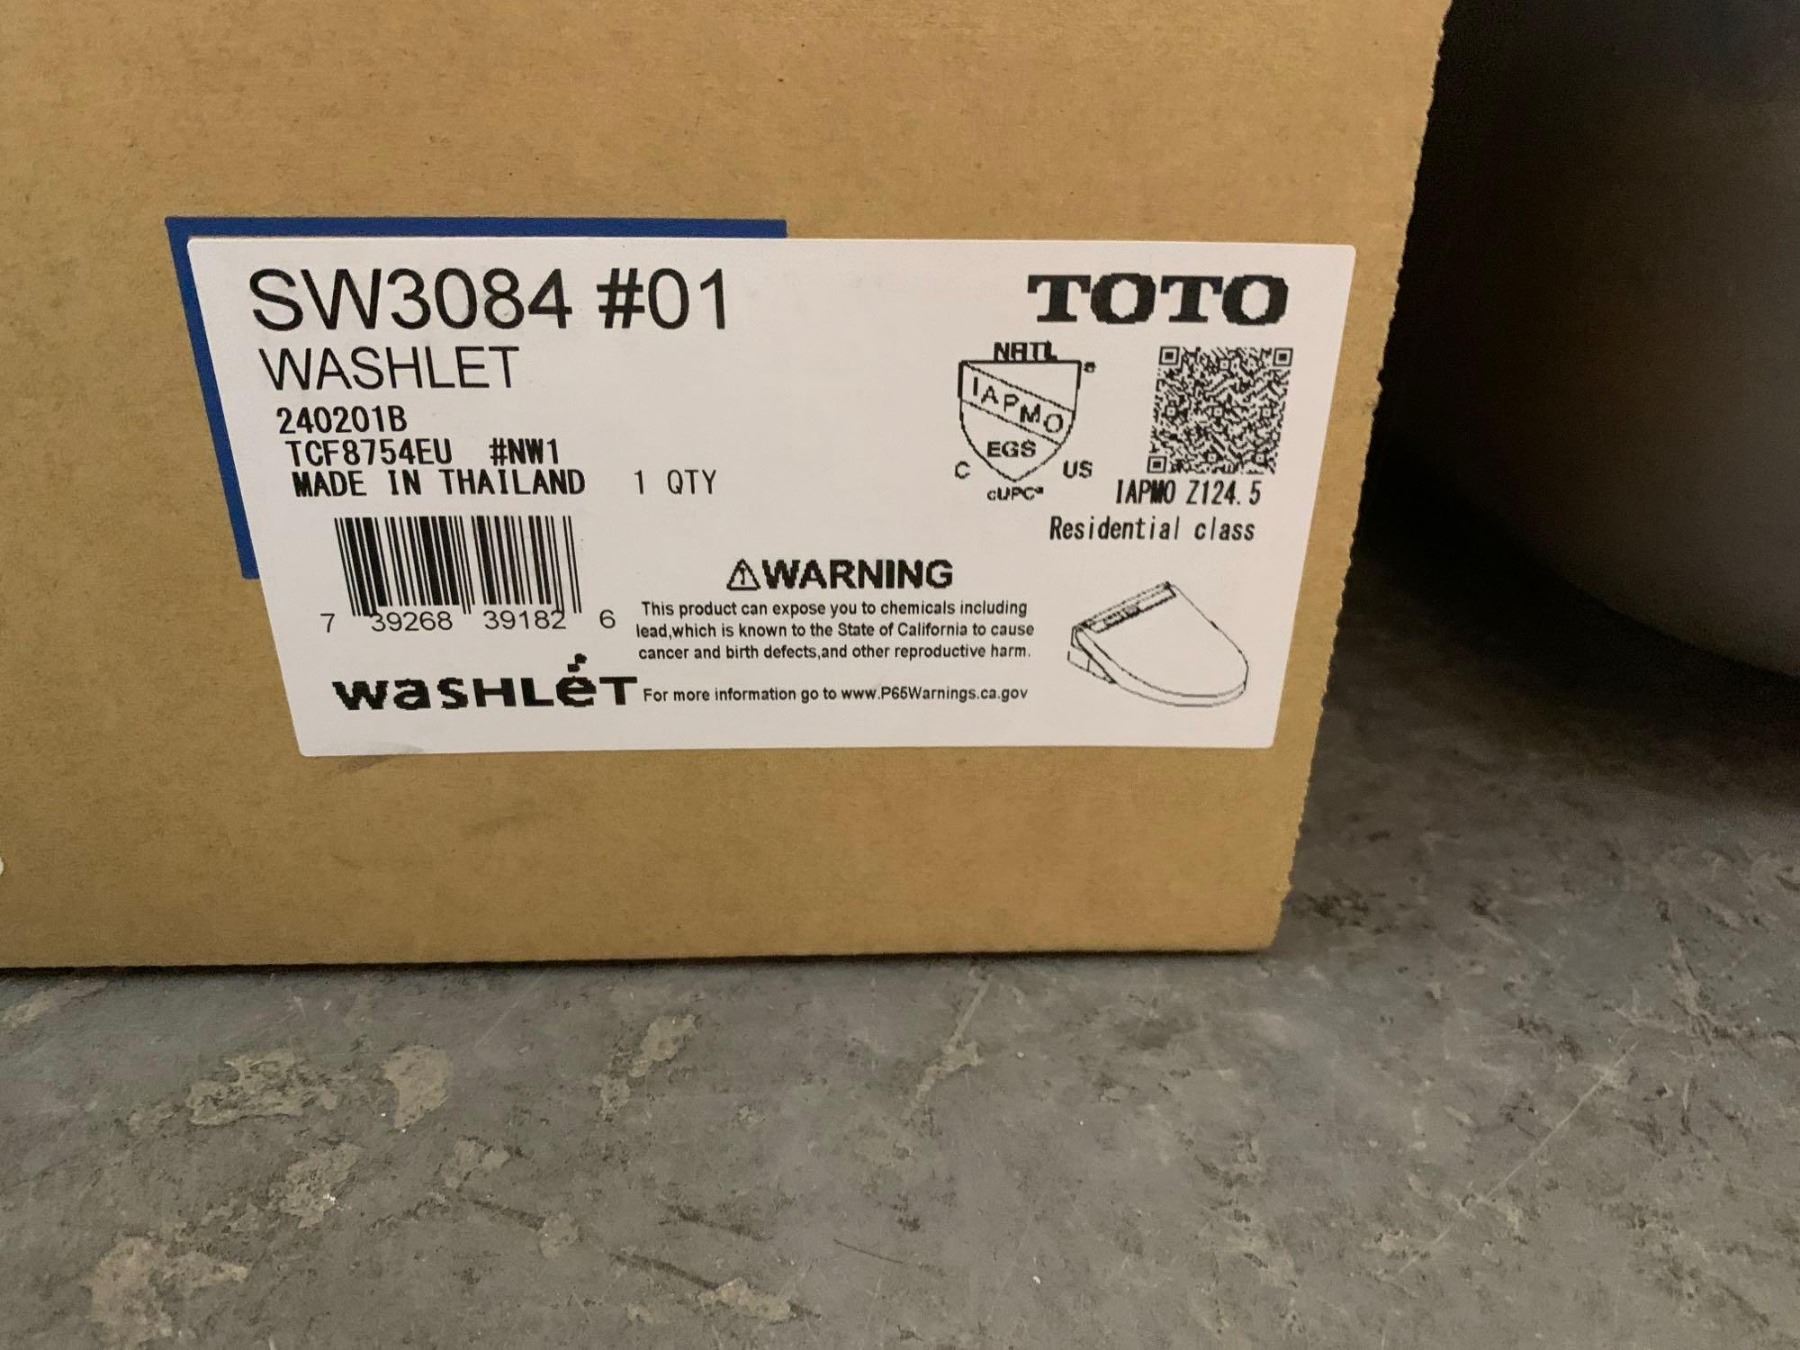 SW3084 #01
TOTO
WASHLET
240201B
TCF8754EU #NW1
MADE IN THAILAND 1 QTY
NRTL
IAPMO
EGS
C US
cUPC®
IAPMO Z124.5
Residential class
7 39268 39182 6
⚠WARNING
This product can expose you to chemicals including
lead,which is known to the State of California to cause
cancer and birth defects,and other reproductive harm.
For more information go to www.P65Warnings.ca.gov
WaSHLeT